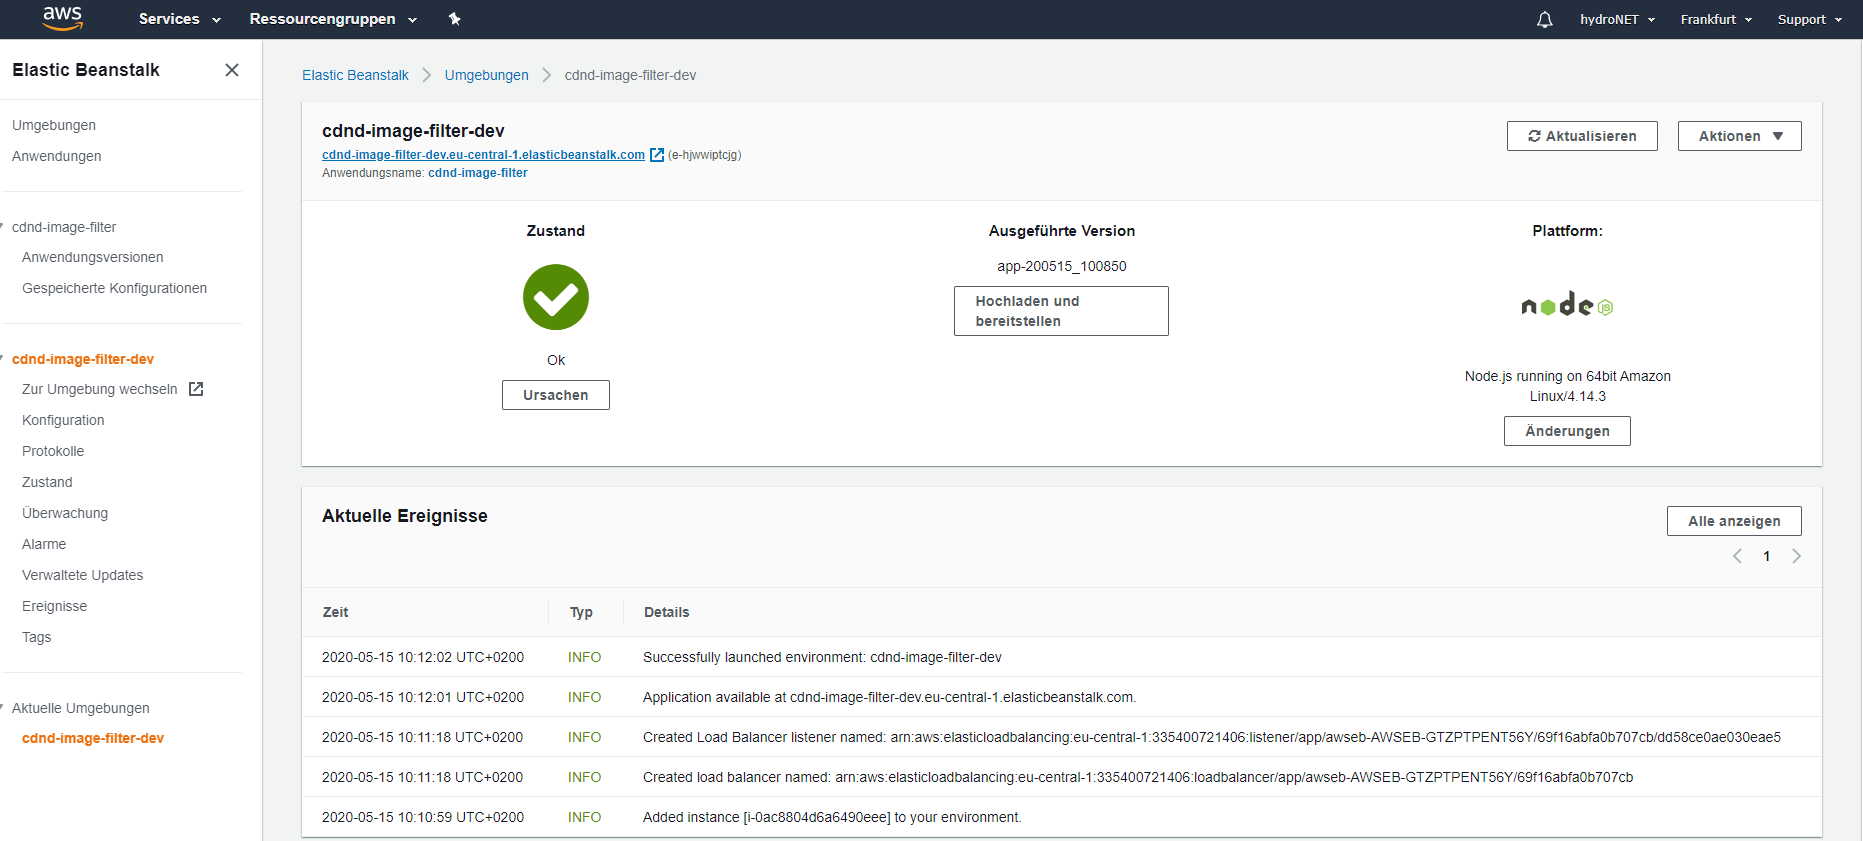 aws
Services
Ressourcengruppen
hydroNET
Frankfurt
Support
Elastic Beanstalk
Umgebungen
Anwendungen
cdnd-image-filter
Anwendungsversionen
Gespeicherte Konfigurationen
cdnd-image-filter-dev
Zur Umgebung wechseln
Konfiguration
Protokolle
Zustand
Überwachung
Alarme
Verwaltete Updates
Ereignisse
Tags
Aktuelle Umgebungen
cdnd-image-filter-dev
Elastic Beanstalk > Umgebungen > cdnd-image-filter-dev
cdnd-image-filter-dev
cdnd-image-filter-dev.eu-central-1.elasticbeanstalk.com (e-hjwwiptcjg)
Anwendungsname: cdnd-image-filter
Aktualisieren
Aktionen
Zustand
Ok
Ursachen
Ausgeführte Version
app-200515_100850
Hochladen und
bereitstellen
Plattform:
node JS
Node.js running on 64bit Amazon
Linux/4.14.3
Änderungen
Aktuelle Ereignisse
Alle anzeigen
1
Zeit Typ Details
2020-05-15 10:12:02 UTC+0200 INFO Successfully launched environment: cdnd-image-filter-dev
2020-05-15 10:12:01 UTC+0200 INFO Application available at cdnd-image-filter-dev.eu-central-1.elasticbeanstalk.com.
2020-05-15 10:11:18 UTC+0200 INFO Created Load Balancer listener named: arn:aws:elasticloadbalancing:eu-central-1:335400721406:listener/app/awseb-AWSEB-GTZPTPENT56Y/69f16abfa0b707cb/dd58ce0ae030eae5
2020-05-15 10:11:18 UTC+0200 INFO Created load balancer named: arn:aws:elasticloadbalancing:eu-central-1:335400721406:loadbalancer/app/awseb-AWSEB-GTZPTPENT56Y/69f16abfa0b707cb
2020-05-15 10:10:59 UTC+0200 INFO Added instance [i-0ac8804d6a6490eee] to your environment.